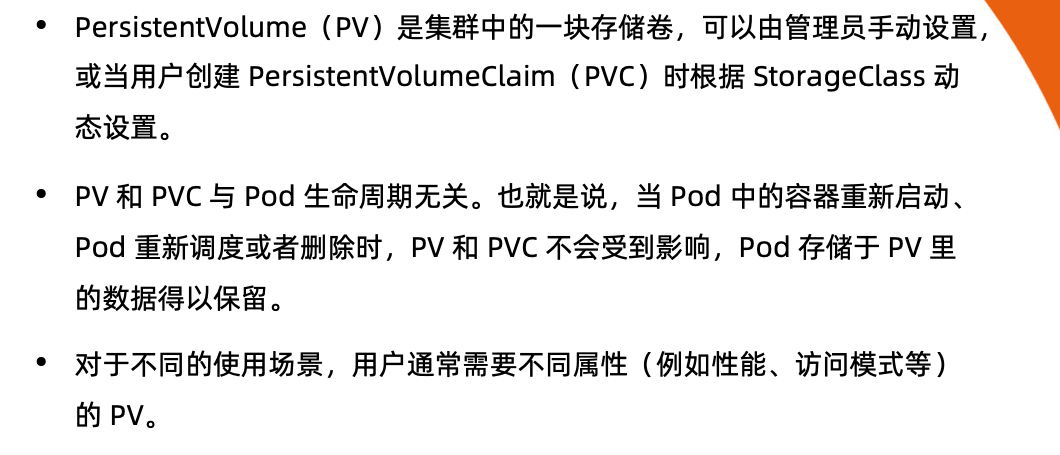 • PersistentVolume（PV）是集群中的一块存储卷，可以由管理员手动设置，
或当用户创建 PersistentVolumeClaim（PVC）时根据 StorageClass 动
态设置。
• PV 和 PVC 与 Pod 生命周期无关。也就是说，当 Pod 中的容器重新启动、
Pod 重新调度或者删除时，PV 和 PVC 不会受到影响，Pod 存储于 PV 里
的数据得以保留。
• 对于不同的使用场景，用户通常需要不同属性（例如性能、访问模式等）
的 PV。